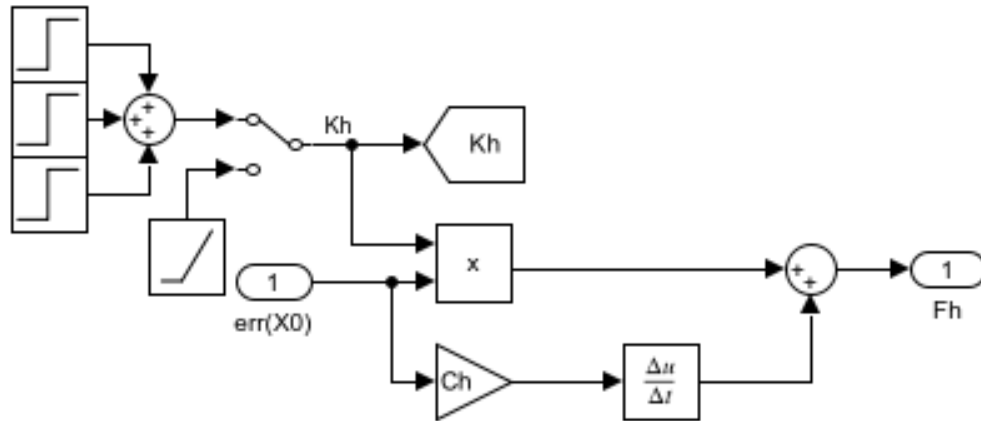 +
+
+
Kh
Kh
x
1
err(X0)
+
+
1
Fh
Ch
Δu
Δt